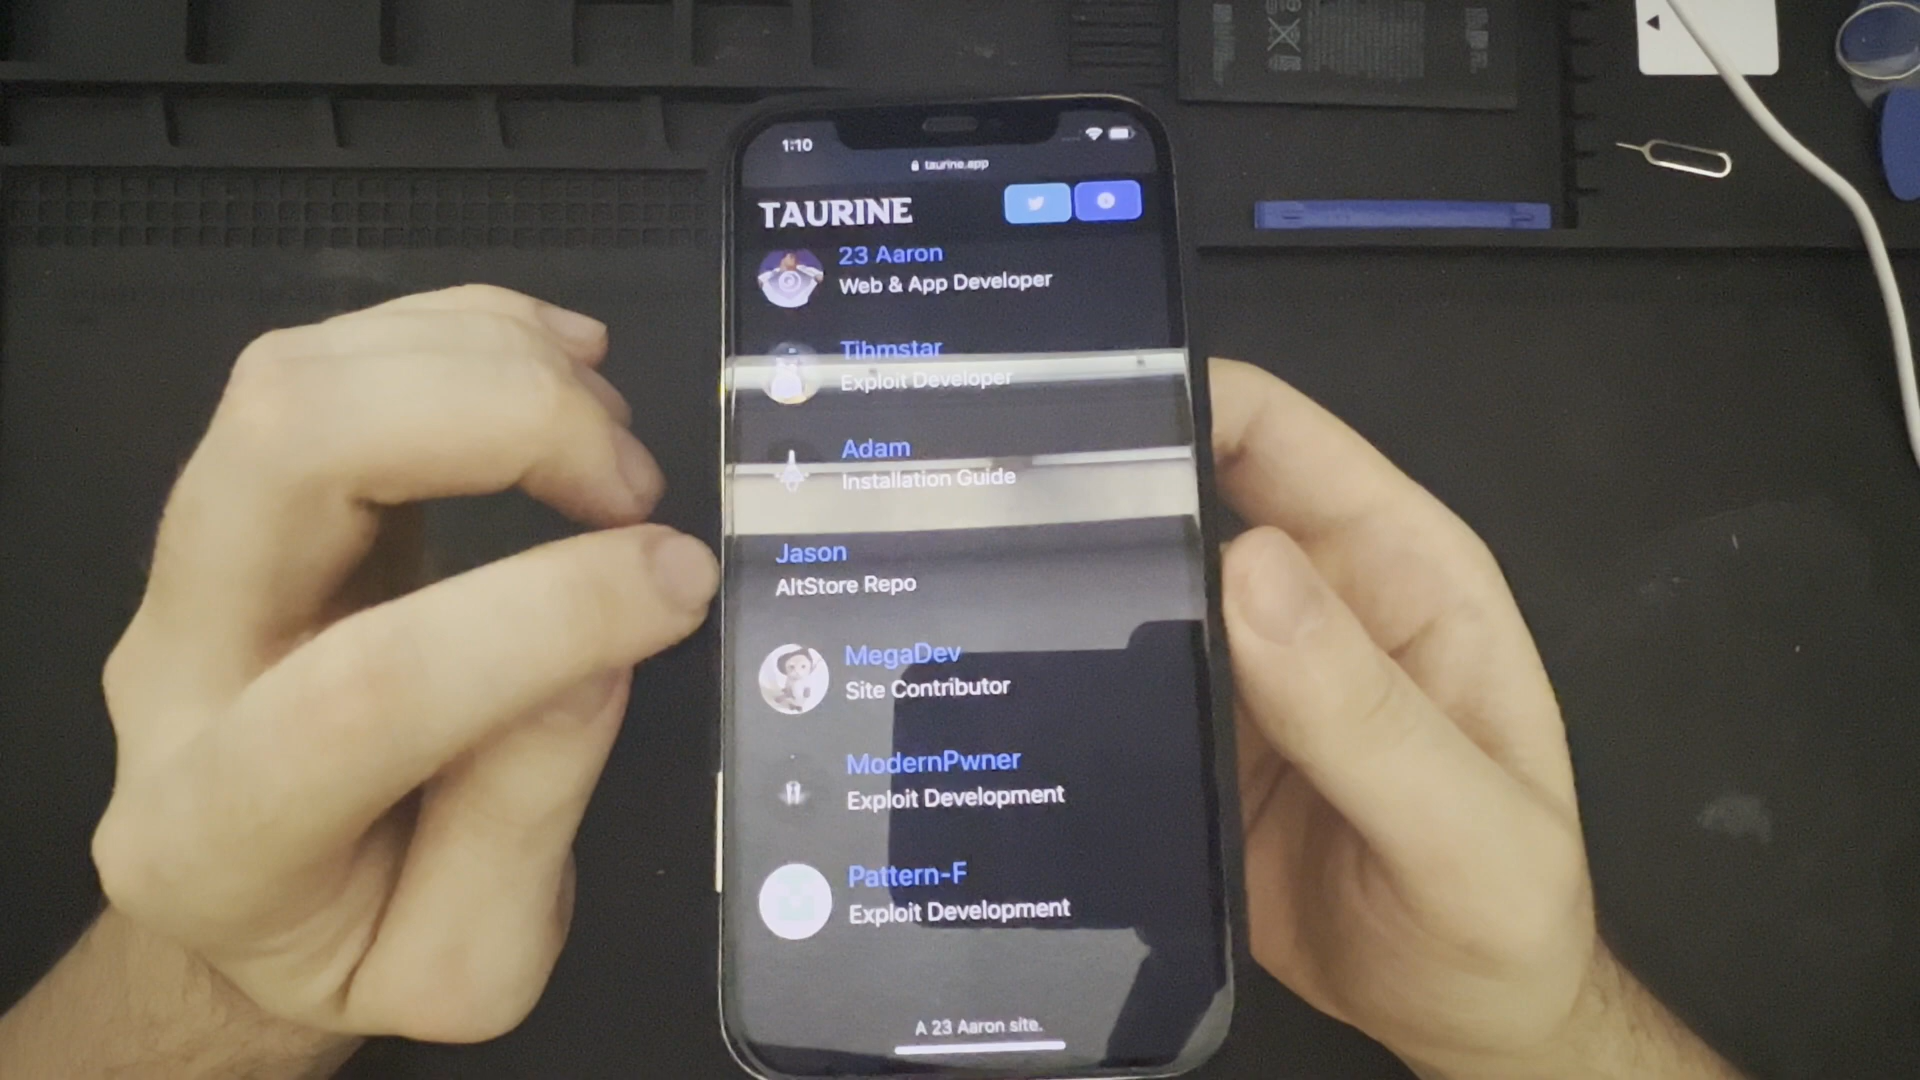 1:10
taurine.app
TAURINE
23 Aaron
Web & App Developer
Tihmstar
Exploit Developer
Adam
Installation Guide
Jason
AltStore Repo
MegaDev
Site Contributor
ModernPwner
Exploit Development
Pattern-F
Exploit Development
A 23 Aaron site.